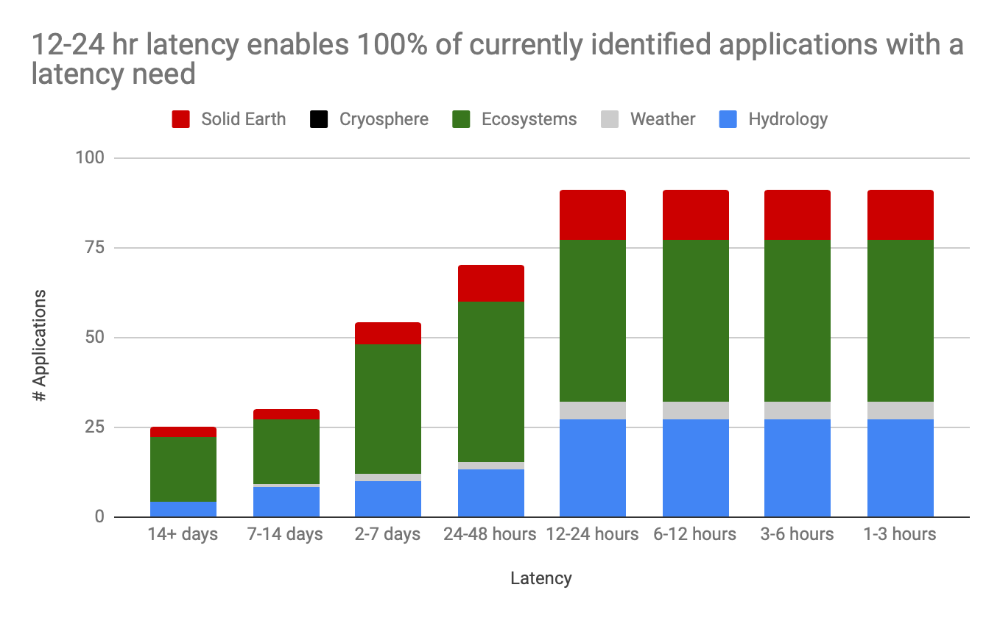 12-24 hr latency enables 100% of currently identified applications with a
latency need
Solid Earth Cryosphere Ecosystems Weather Hydrology
100
75
50
25
0
# Applications
14+ days 7-14 days 2-7 days 24-48 hours 12-24 hours 6-12 hours 3-6 hours 1-3 hours
Latency